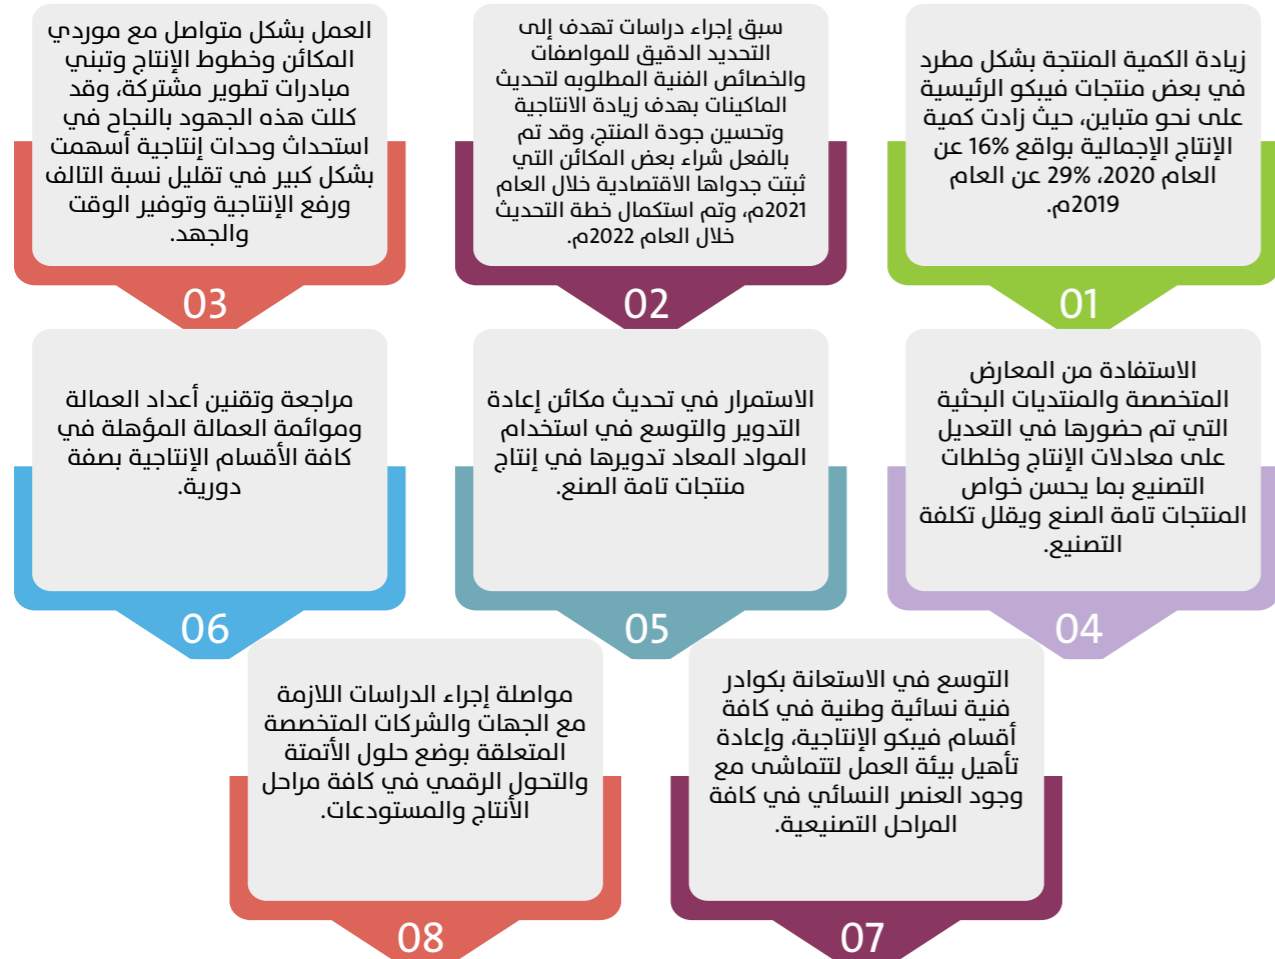 زيادة الكمية المنتجة بشكل مطرد
في بعض منتجات فيبكو الرئيسية
على نحو متباين، حيث زادت كمية
الإنتاج الإجمالية بواقع 16% عن
العام 2020، 29% عن العام
2019م.
01
سبق إجراء دراسات تهدف إلى
التحديد الدقيق للمواصفات
والخصائص الفنية المطلوبه لتحديث
الماكينات بهدف زيادة الانتاجية
وتحسين جودة المنتج، وقد تم
بالفعل شراء بعض المكائن التي
ثبتت جدواها الاقتصادية خلال العام
2021م، وتم استكمال خطة التحديث
خلال العام 2022م.
02
العمل بشكل متواصل مع موردي
المكائن وخطوط الإنتاج وتبني
مبادرات تطوير مشتركة، وقد
كللت هذه الجهود بالنجاح في
استحداث وحدات إنتاجية أسهمت
بشكل كبير في تقليل نسبة التالف
ورفع الإنتاجية وتوفير الوقت
والجهد.
03
الاستفادة من المعارض
المتخصصة والمنتديات البحثية
التي تم حضورها في التعديل
على معادلات الإنتاج وخلطات
التصنيع بما يحسن خواص
المنتجات تامة الصنع ويقلل تكلفة
التصنيع.
04
الاستمرار في تحديث مكائن إعادة
التدوير والتوسع في استخدام
المواد المعاد تدويرها في إنتاج
منتجات تامة الصنع.
05
مراجعة وتقنين أعداد العمالة
وموائمة العمالة المؤهلة في
كافة الأقسام الإنتاجية بصفة
دورية.
06
التوسع في الاستعانة بكوادر
فنية نسائية وطنية في كافة
أقسام فيبكو الإنتاجية، وإعادة
تأهيل بيئة العمل لتتماشى مع
وجود العنصر النسائي في كافة
المراحل التصنيعية.
07
مواصلة إجراء الدراسات اللازمة
مع الجهات والشركات المتخصصة
المتعلقة بوضع حلول الأتمتة
والتحول الرقمي في كافة مراحل
الأنتاج والمستودعات.
08